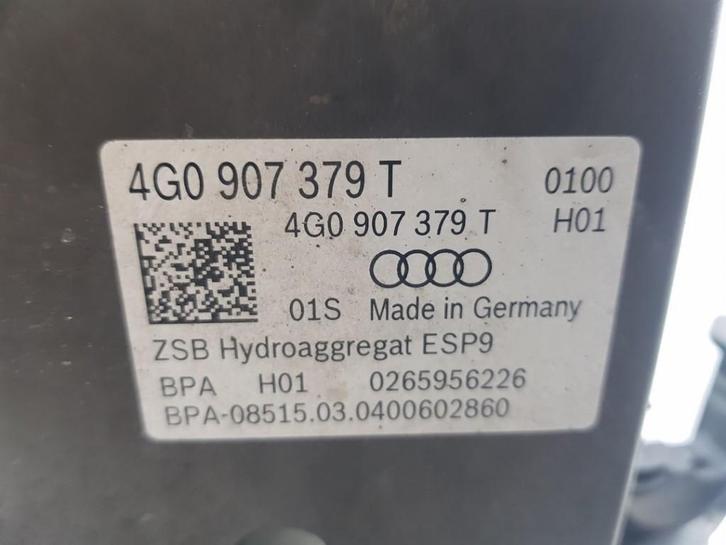 4G0 907 379 T 0100
4G0 907 379 T H01
01S Made in Germany
ZSB Hydroaggregat ESP9
BPA H01 0265956226
BPA-08515.03.0400602860